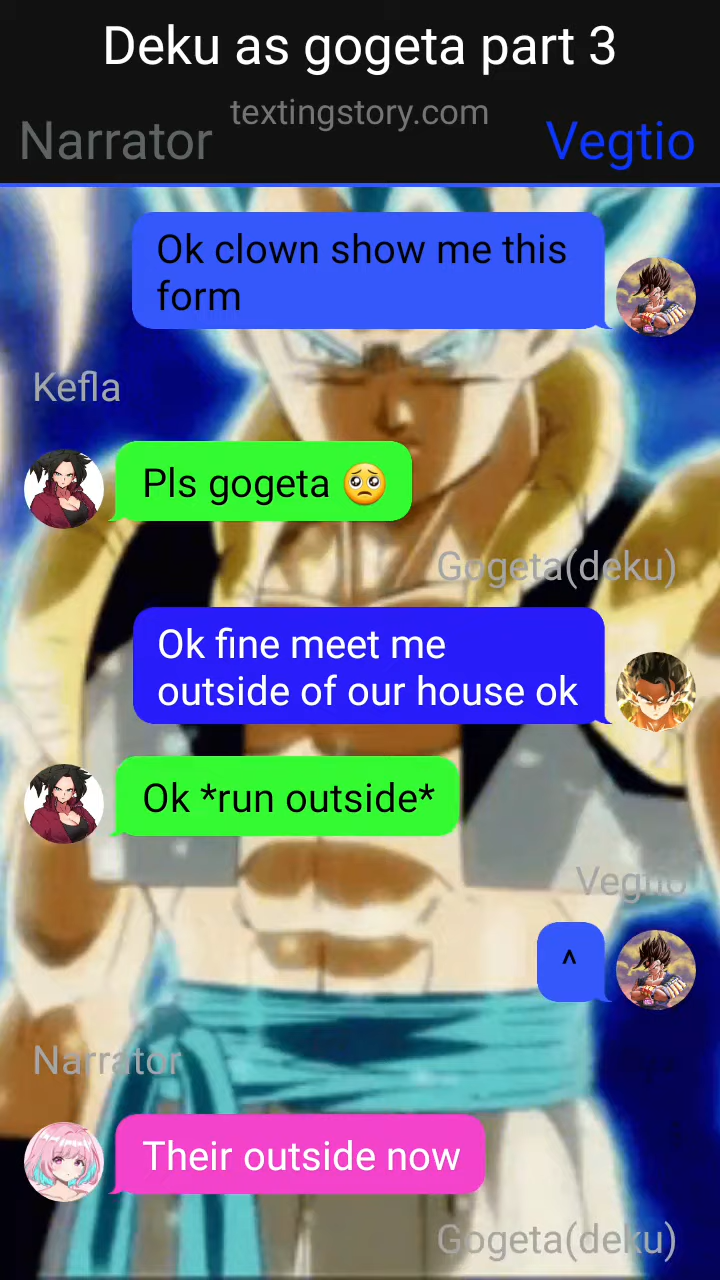 Deku as gogeta part 3
textingstory.com
Narrator
Vegtio
Ok clown show me this
form
Kefla
Pls gogeta 🥺
Gogeta(deku)
Ok fine meet me
outside of our house ok
Ok *run outside*
Vegtio
^
Narrator
Their outside now
Gogeta(deku)